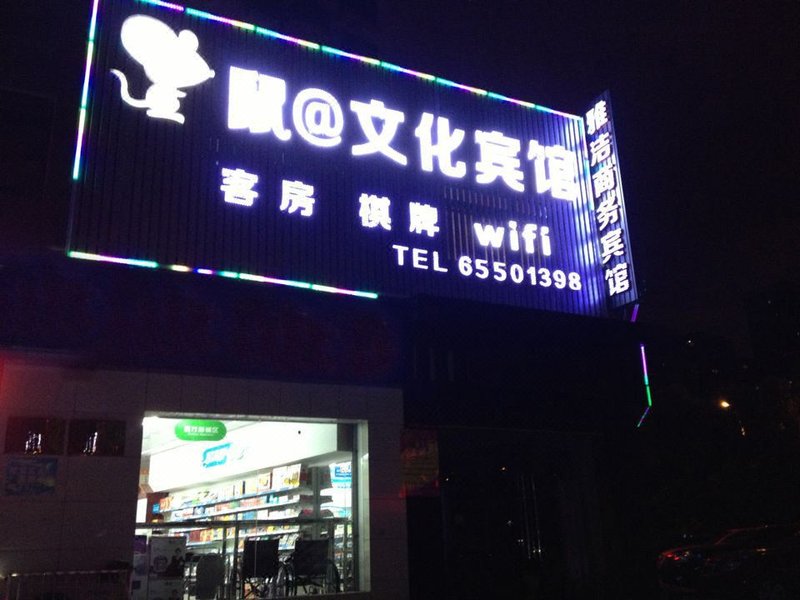 鼠@文化宾馆
客房 棋牌 wifi
TEL 65501398
雅洁商务宾馆